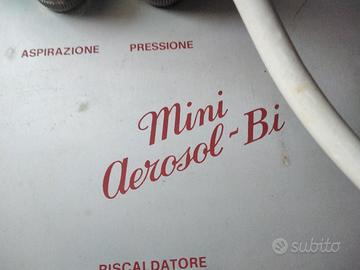 ASPIRAZIONE PRESSIONE
Mini
Aerosol-Bi
RISCALDATORE
subito